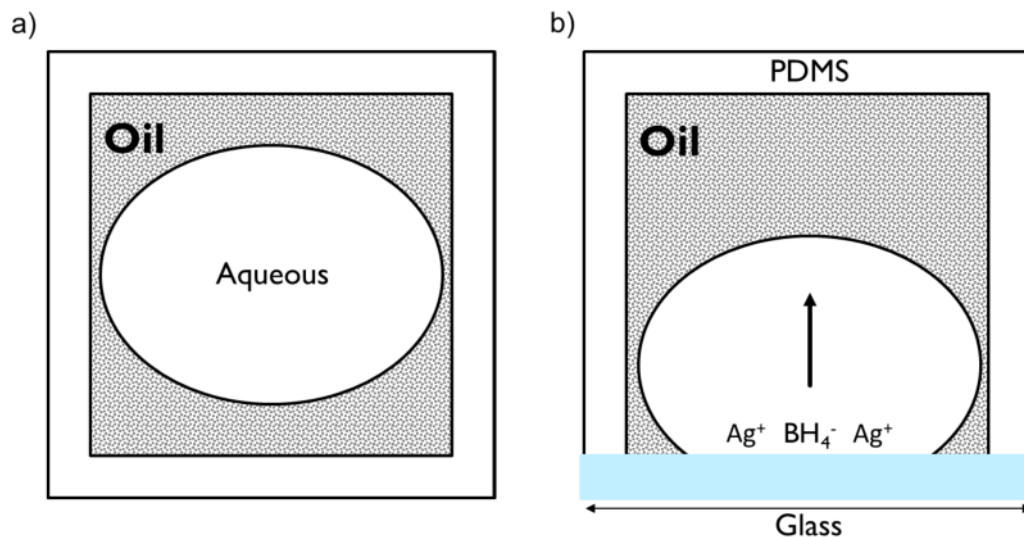 a)
Oil
Aqueous
b)
PDMS
Oil
Ag⁺ BH₄⁻ Ag⁺
Glass